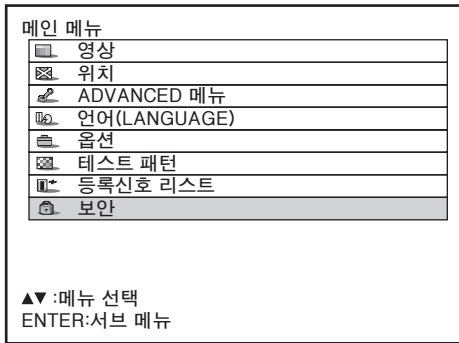 메인 메뉴
영상
위치
ADVANCED 메뉴
언어(LANGUAGE)
옵션
테스트 패턴
등록신호 리스트
보안
▲▼ :메뉴 선택
ENTER:서브 메뉴